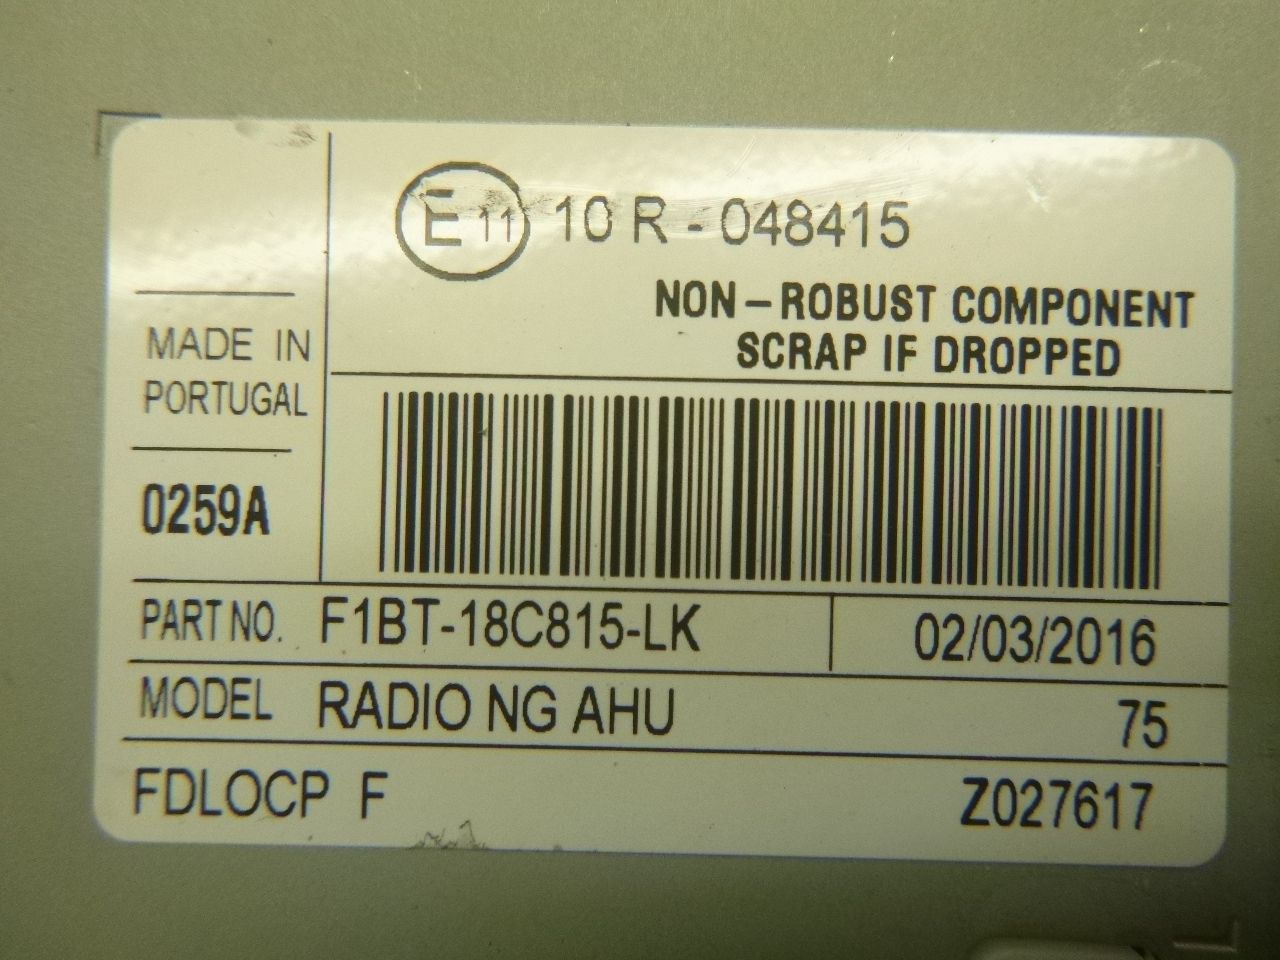 E 11 10 R - 048415
NON-ROBUST COMPONENT
SCRAP IF DROPPED
MADE IN
PORTUGAL
0259A
PART NO. F1BT-18C815-LK 02/03/2016
MODEL RADIO NG AHU 75
FDLOCP F Z027617